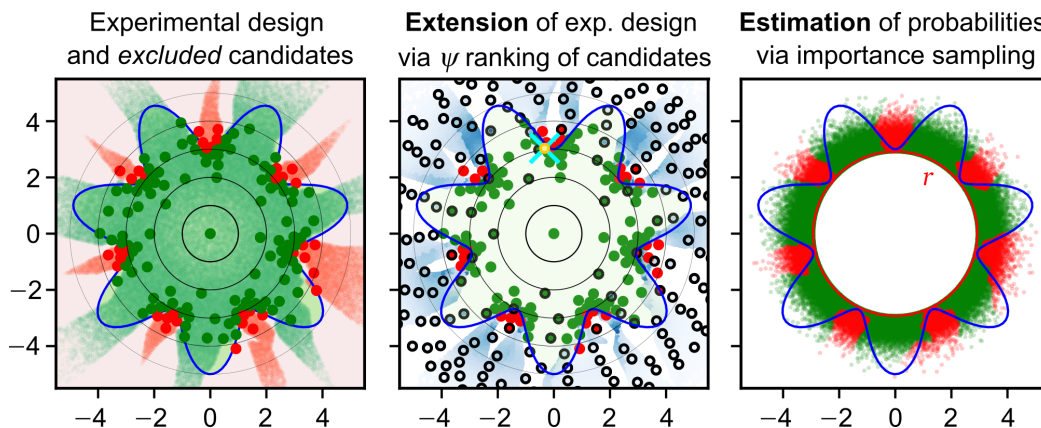 Experimental design
and excluded candidates
Extension of exp. design
via ψ ranking of candidates
Estimation of probabilities
via importance sampling
4
2
0
−2
−4
−4 −2 0 2 4
−4 −2 0 2 4
r
−4 −2 0 2 4